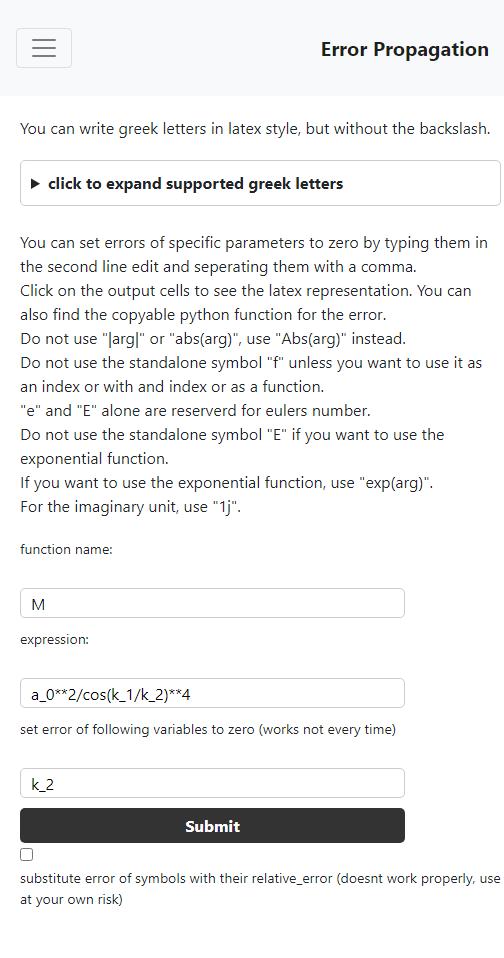 Error Propagation
You can write greek letters in latex style, but without the backslash.
click to expand supported greek letters
You can set errors of specific parameters to zero by typing them in
the second line edit and seperating them with a comma.
Click on the output cells to see the latex representation. You can
also find the copyable python function for the error.
Do not use "|arg|" or "abs(arg)", use "Abs(arg)" instead.
Do not use the standalone symbol "f" unless you want to use it as
an index or with and index or as a function.
"e" and "E" alone are reserverd for eulers number.
Do not use the standalone symbol "E" if you want to use the
exponential function.
If you want to use the exponential function, use "exp(arg)".
For the imaginary unit, use "1j".
function name:
M
expression:
a_0**2/cos(k_1/k_2)**4
set error of following variables to zero (works not every time)
k_2
Submit
substitute error of symbols with their relative_error (doesnt work properly, use
at your own risk)